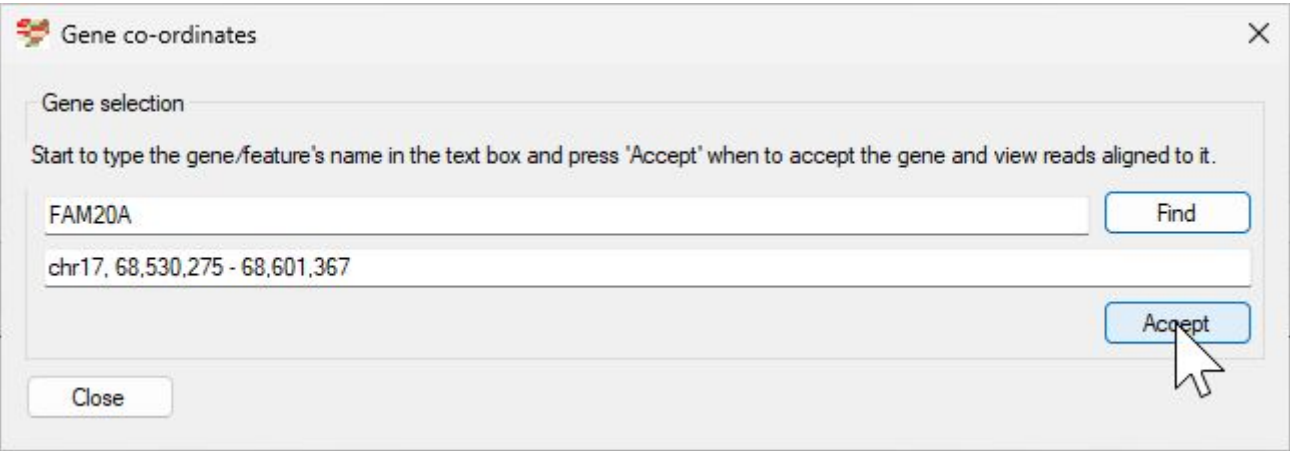 Gene co-ordinates
Gene selection
Start to type the gene/feature's name in the text box and press 'Accept' when to accept the gene and view reads aligned to it.
FAM20A
Find
chr17, 68,530,275 - 68,601,367
Accept
Close